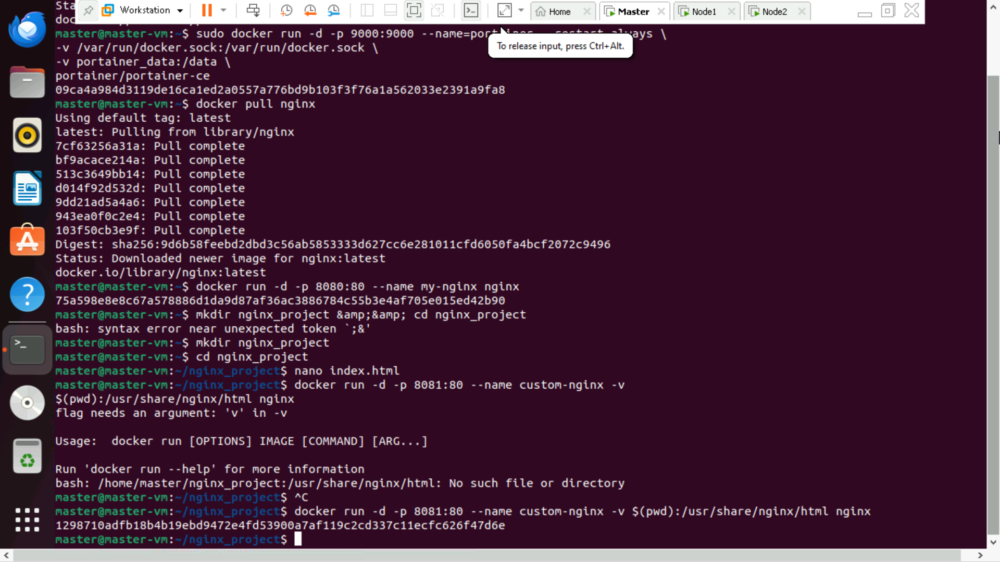 Workstation
Home
Master
Node1
Node2
Sta
doc
master@master-vm:~$ sudo docker run -d -p 9000:9000 --name=portainer --restart always \
To release input, press Ctrl+Alt.
-v /var/run/docker.sock:/var/run/docker.sock \
-v portainer_data:/data \
portainer/portainer-ce
09ca4a984d3119de16ca1ed2a0557a776bd9b103f3f76a1a562033e2391a9fa8
master@master-vm:~$ docker pull nginx
Using default tag: latest
latest: Pulling from library/nginx
7cf63256a31a: Pull complete
bf9acace214a: Pull complete
513c3649bb14: Pull complete
d014f92d532d: Pull complete
9dd21ad5a4a6: Pull complete
943ea0f0c2e4: Pull complete
103f50cb3e9f: Pull complete
Digest: sha256:9d6b58feebd2dbd3c56ab5853333d627cc6e281011cfd6050fa4bcf2072c9496
Status: Downloaded newer image for nginx:latest
docker.io/library/nginx:latest
master@master-vm:~$ docker run -d -p 8080:80 --name my-nginx nginx
75a598e8e8c67a578886d1da9d87af36ac3886784c55b3e4af705e015ed42b90
master@master-vm:~$ mkdir nginx_project &amp;&amp; cd nginx_project
bash: syntax error near unexpected token `;&'
master@master-vm:~$ mkdir nginx_project
master@master-vm:~$ cd nginx_project
master@master-vm:~/nginx_project$ nano index.html
master@master-vm:~/nginx_project$ docker run -d -p 8081:80 --name custom-nginx -v
$(pwd):/usr/share/nginx/html nginx
flag needs an argument: 'v' in -v
Usage:  docker run [OPTIONS] IMAGE [COMMAND] [ARG...]
Run 'docker run --help' for more information
bash: /home/master/nginx_project:/usr/share/nginx/html: No such file or directory
master@master-vm:~/nginx_project$ ^C
master@master-vm:~/nginx_project$ docker run -d -p 8081:80 --name custom-nginx -v $(pwd):/usr/share/nginx/html nginx
1298710adfb18b4b19ebd9472e4fd53900a7af119c2cd337c11ecfc626f47d6e
master@master-vm:~/nginx_project$